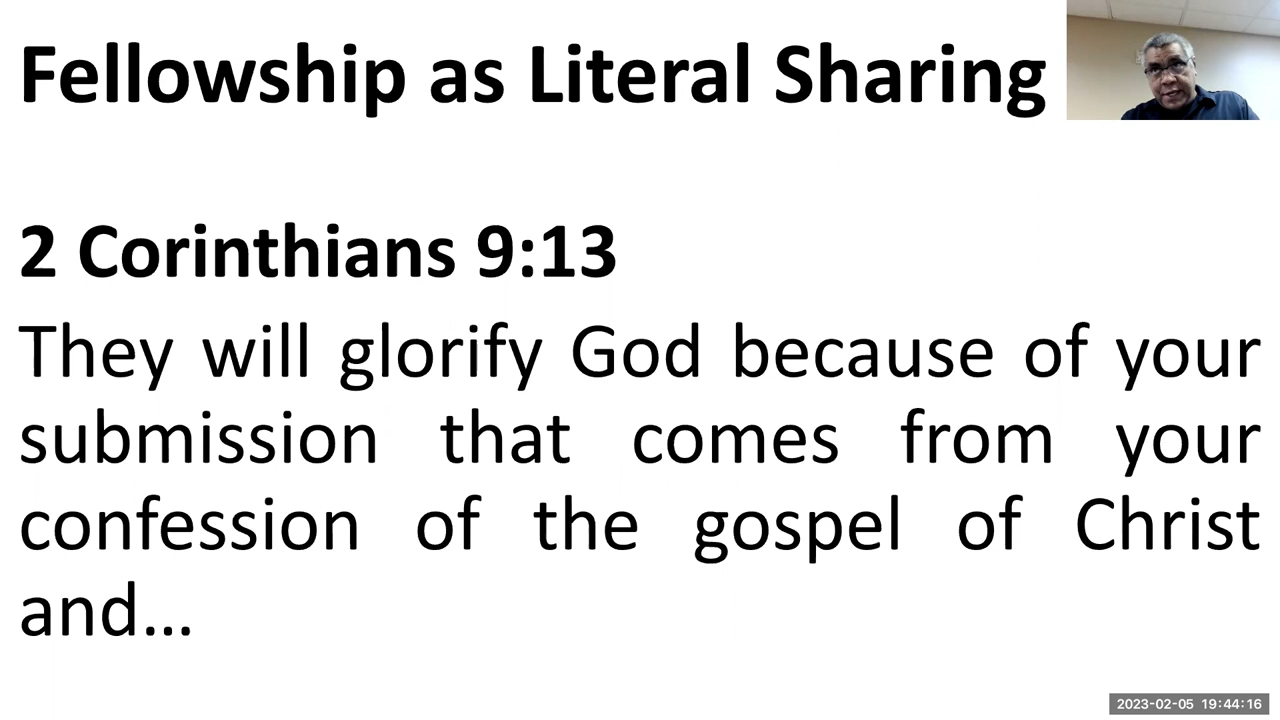 Fellowship as Literal Sharing
2 Corinthians 9:13
They will glorify God because of your
submission that comes from your
confession of the gospel of Christ
and...
2023-02-05 19:44:16